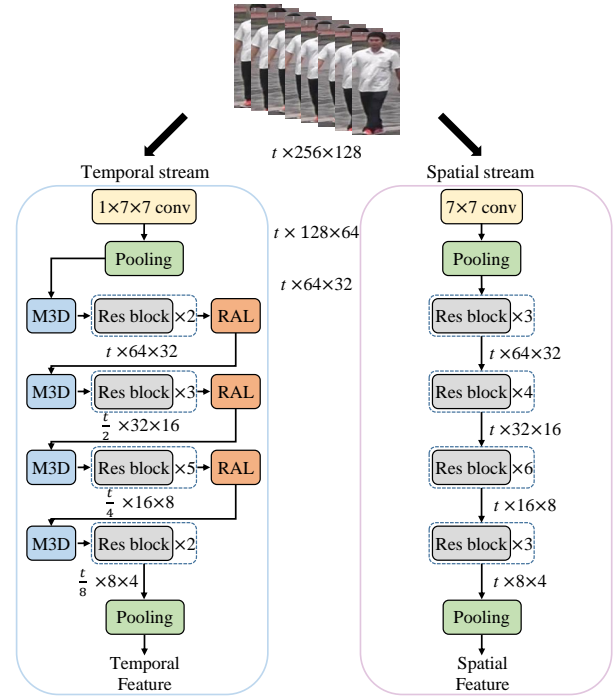 t ×256×128
Temporal stream
1×7×7 conv
Pooling
M3D
Res block ×2
RAL
t ×64×32
M3D
Res block ×3
RAL
t/2 ×32×16
M3D
Res block ×5
RAL
t/4 ×16×8
M3D
Res block ×2
t/8 ×8×4
Pooling
Temporal
Feature
t × 128×64
t ×64×32
Spatial stream
7×7 conv
Pooling
Res block ×3
t ×64×32
Res block ×4
t ×32×16
Res block ×6
t ×16×8
Res block ×3
t ×8×4
Pooling
Spatial
Feature